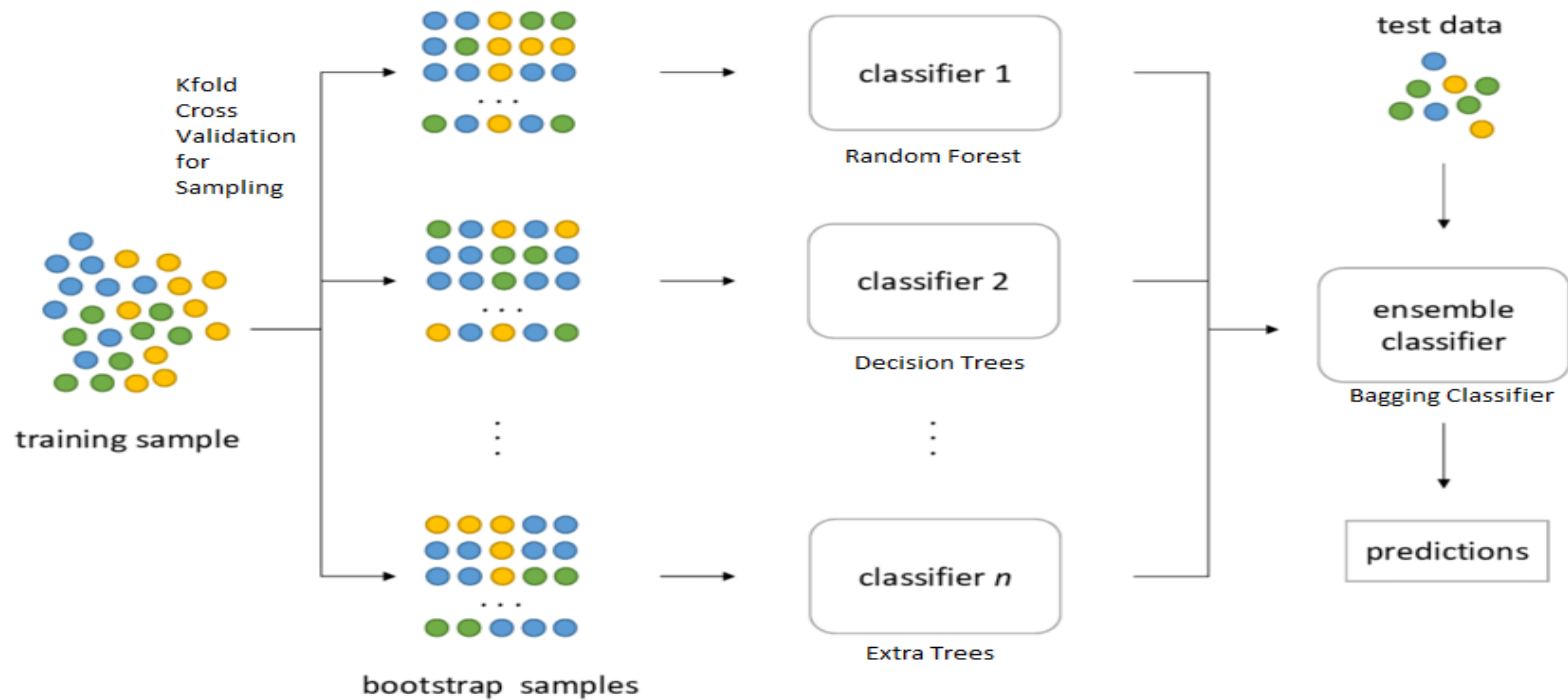 Kfold
Cross
Validation
for
Sampling
training sample
. . .
. . .
. . .
bootstrap samples
classifier 1
Random Forest
classifier 2
Decision Trees
classifier n
Extra Trees
test data
ensemble
classifier
Bagging Classifier
predictions